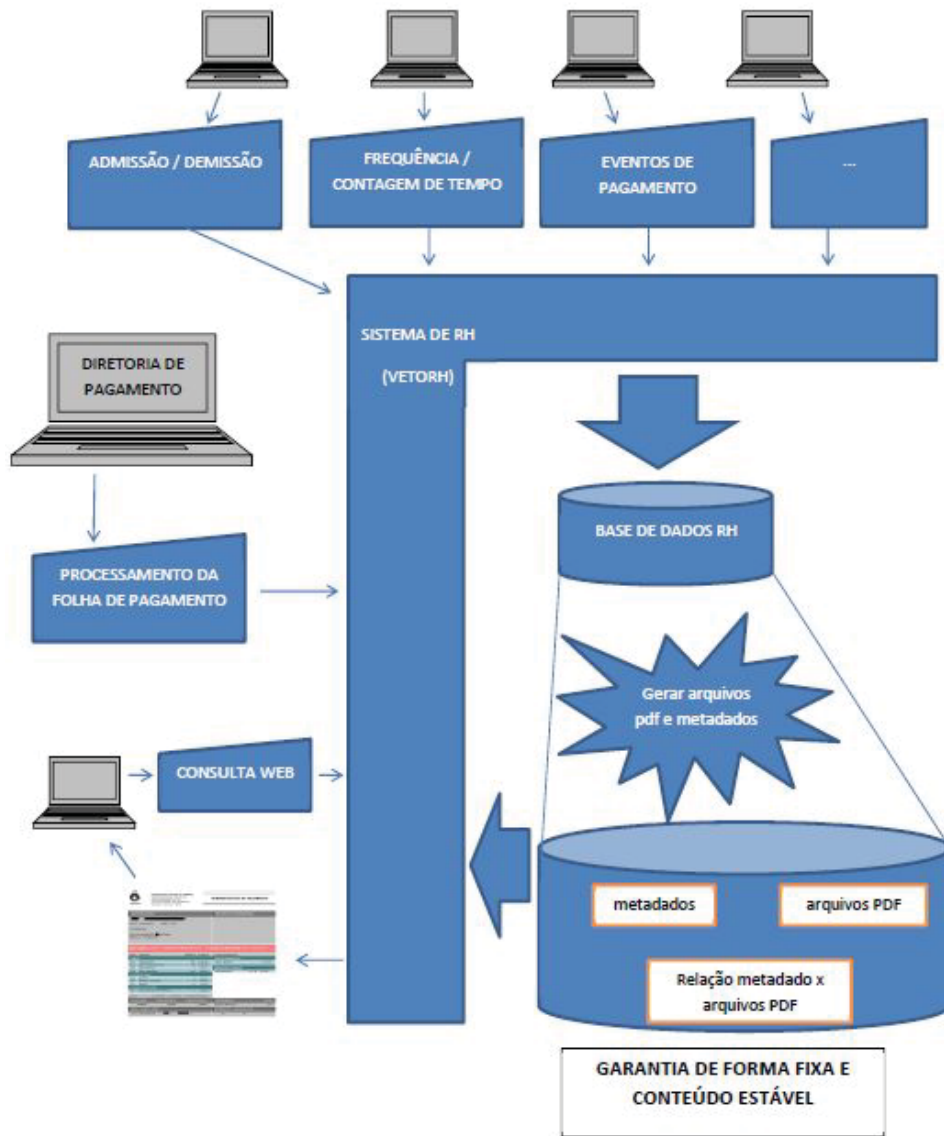 ADMISSÃO / DEMISSÃO
FREQUÊNCIA /
CONTAGEM DE TEMPO
EVENTOS DE
PAGAMENTO
...
SISTEMA DE RH
(VETORH)
DIRETORIA DE
PAGAMENTO
BASE DE DADOS RH
PROCESSAMENTO DA
FOLHA DE PAGAMENTO
Gerar arquivos
pdf e metadados
CONSULTA WEB
metadados
arquivos PDF
Relação metadado x
arquivos PDF
GARANTIA DE FORMA FIXA E
CONTEÚDO ESTÁVEL